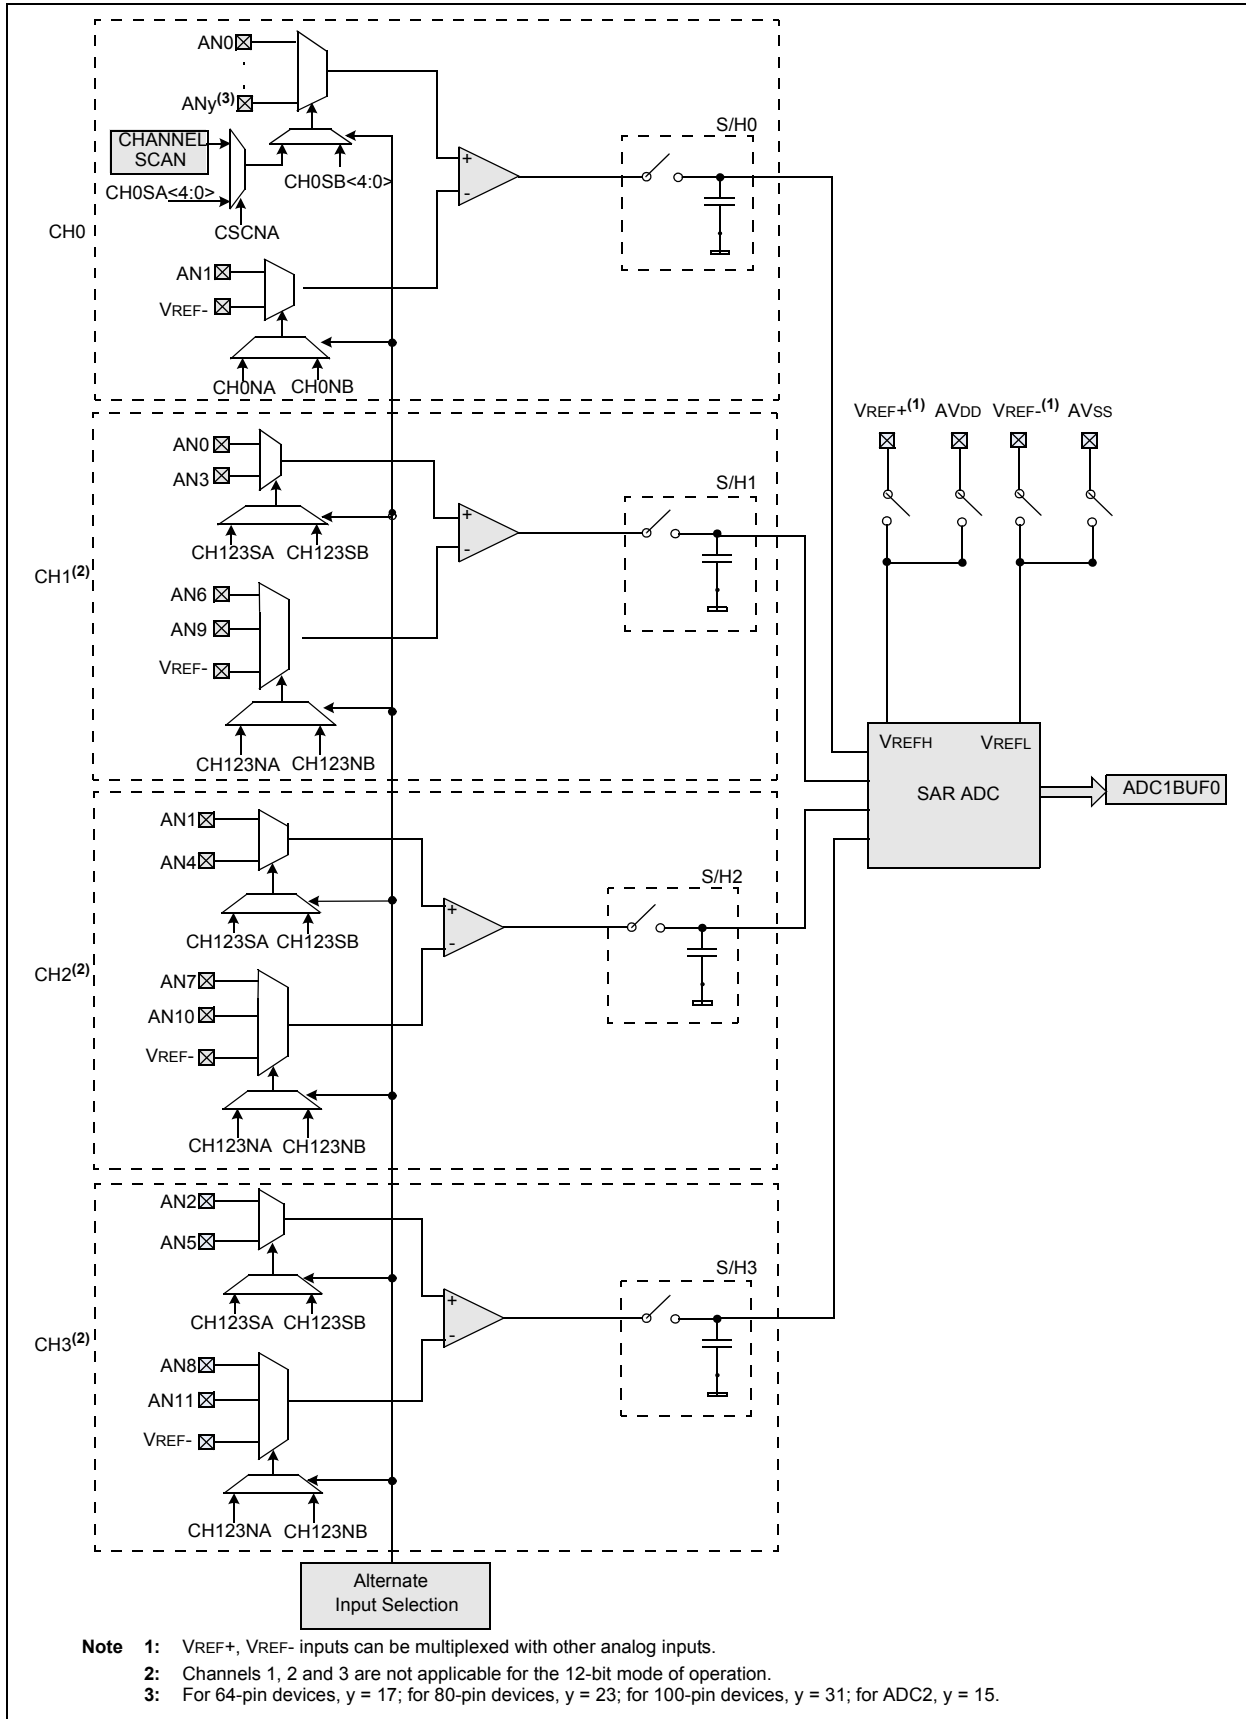 AN0
ANy(3)
CHANNEL
SCAN
CH0SA<4:0>
CH0SB<4:0>
CSCNA
CH0
AN1
VREF-
CH0NA CH0NB
+
-
S/H0
AN0
AN3
CH123SA CH123SB
CH1(2)
AN6
AN9
VREF-
CH123NA CH123NB
+
-
S/H1
VREF+(1) AVDD VREF-(1) AVSS
VREFH VREFL
SAR ADC
ADC1BUF0
AN1
AN4
CH123SA CH123SB
CH2(2)
AN7
AN10
VREF-
CH123NA CH123NB
+
-
S/H2
AN2
AN5
CH123SA CH123SB
CH3(2)
AN8
AN11
VREF-
CH123NA CH123NB
+
-
S/H3
Alternate
Input Selection
Note 1: VREF+, VREF- inputs can be multiplexed with other analog inputs.
2: Channels 1, 2 and 3 are not applicable for the 12-bit mode of operation.
3: For 64-pin devices, y = 17; for 80-pin devices, y = 23; for 100-pin devices, y = 31; for ADC2, y = 15.